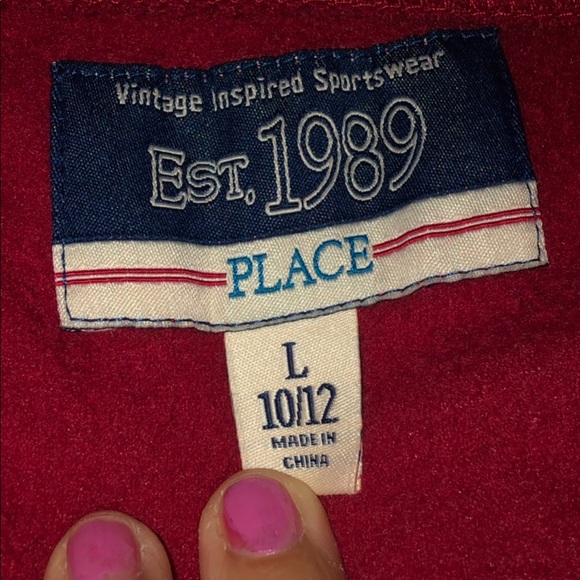 Vintage Inspired Sportswear
EST. 1989
PLACE
L
10/12
MADE IN
CHINA